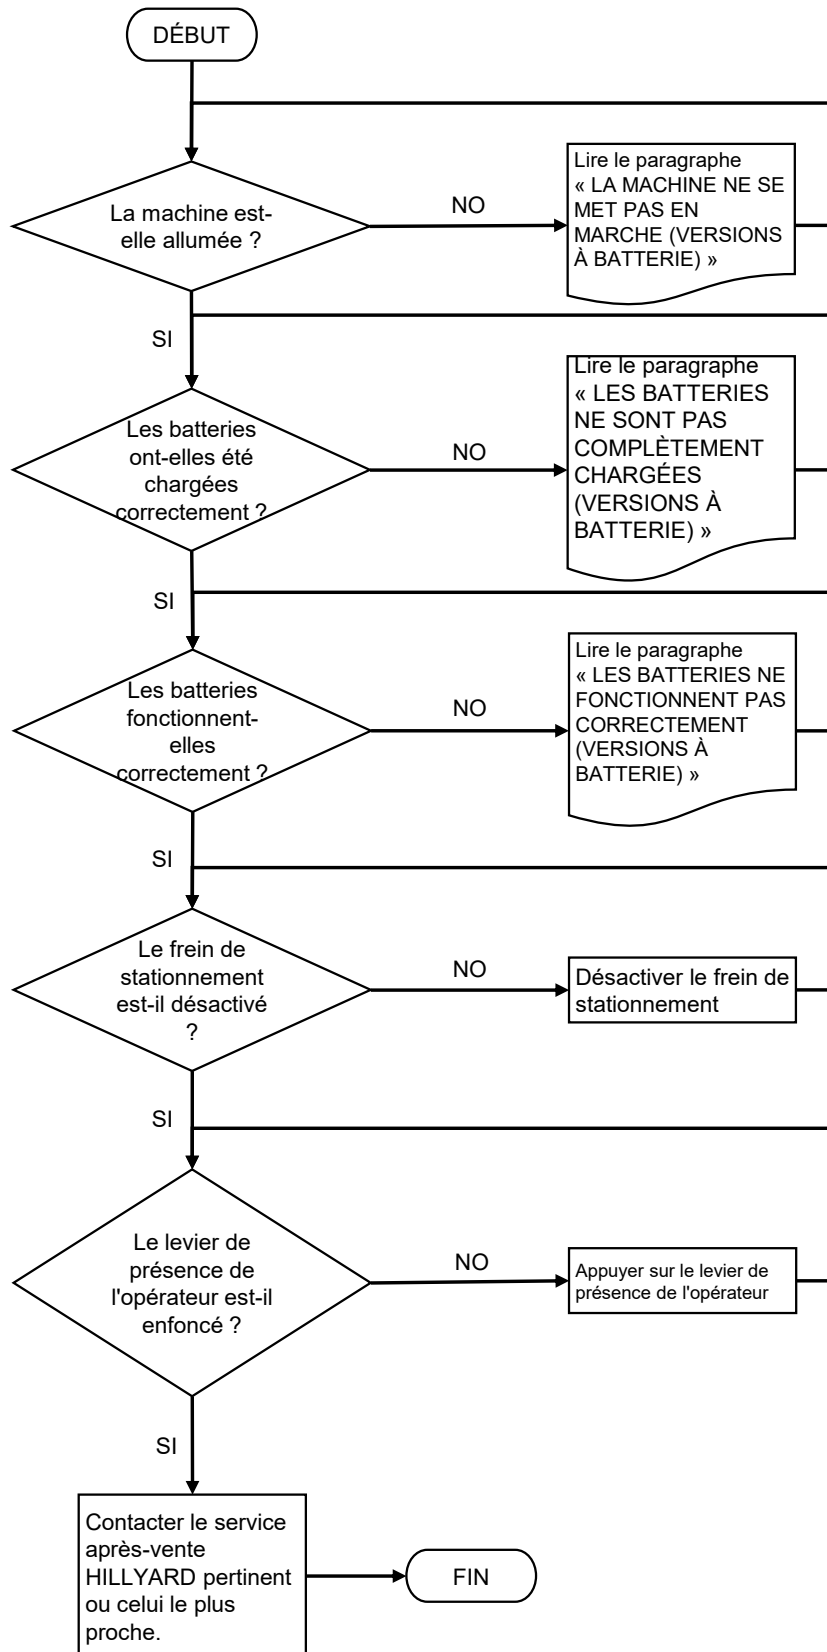 DÉBUT
La machine est-
elle allumée ?
NO
Lire le paragraphe
« LA MACHINE NE SE
MET PAS EN
MARCHE (VERSIONS
À BATTERIE) »
SI
Les batteries
ont-elles été
chargées
correctement ?
NO
Lire le paragraphe
« LES BATTERIES
NE SONT PAS
COMPLÈTEMENT
CHARGÉES
(VERSIONS À
BATTERIE) »
SI
Les batteries
fonctionnent-
elles
correctement ?
NO
Lire le paragraphe
« LES BATTERIES NE
FONCTIONNENT PAS
CORRECTEMENT
(VERSIONS À
BATTERIE) »
SI
Le frein de
stationnement
est-il désactivé
?
NO
Désactiver le frein de
stationnement
SI
Le levier de
présence de
l'opérateur est-il
enfoncé ?
NO
Appuyer sur le levier de
présence de l'opérateur
SI
Contacter le service
après-vente
HILLYARD pertinent
ou celui le plus
proche.
FIN